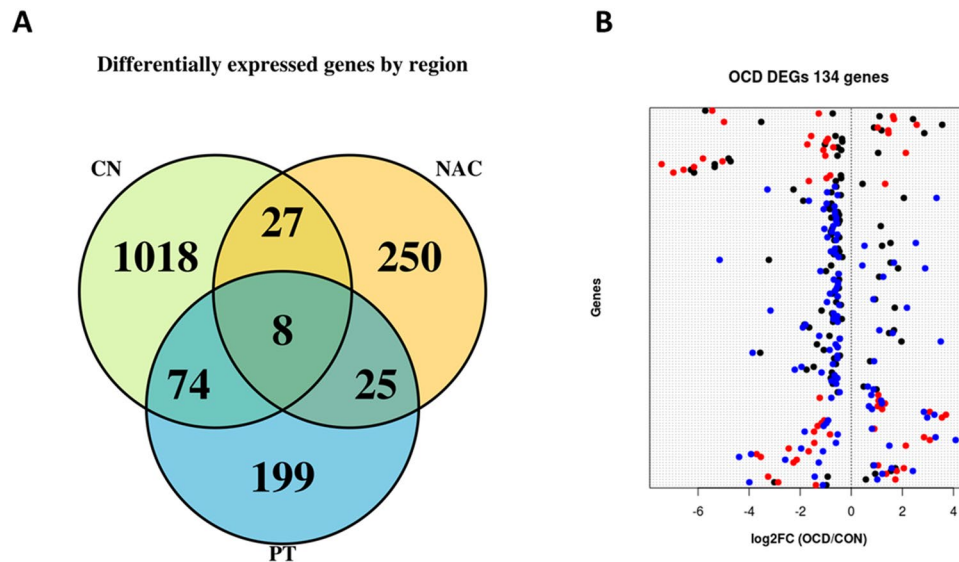 A
Differentially expressed genes by region
CN
NAC
27
1018
250
8
74
25
199
PT
B
OCD DEGs 134 genes
Genes
-6 -4 -2 0 2 4
log2FC (OCD/CON)